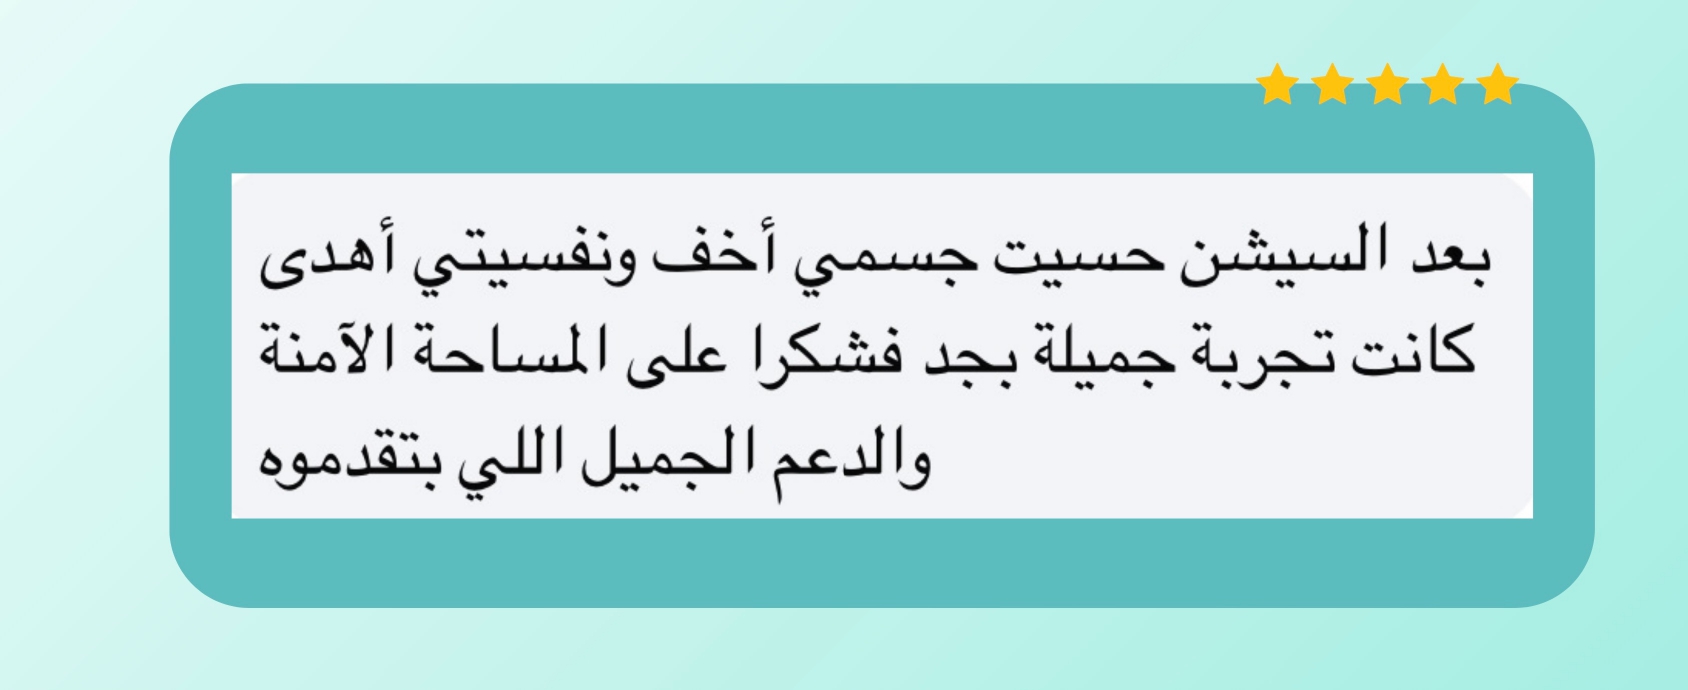 بعد السيشن حسيت جسمي أخف ونفسيتي أهدى
كانت تجربة جميلة بجد فشكرا على المساحة الآمنة
والدعم الجميل اللي بتقدموه